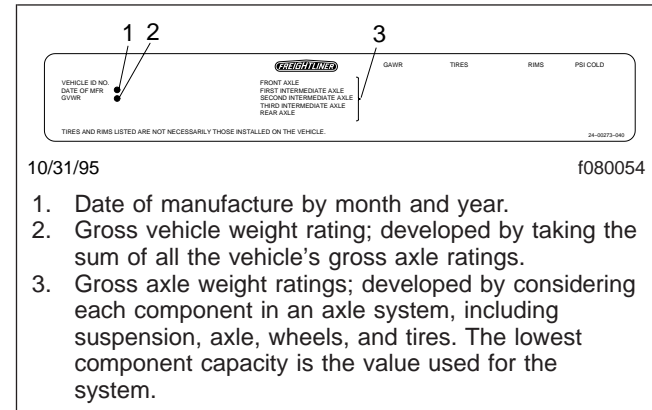 1 2 3
FREIGHTLINER GAWR TIRES RIMS PSI COLD
VEHICLE ID NO. FRONT AXLE
DATE OF MFR FIRST INTERMEDIATE AXLE
GVWR SECOND INTERMEDIATE AXLE
THIRD INTERMEDIATE AXLE
REAR AXLE
TIRES AND RIMS LISTED ARE NOT NECESSARILY THOSE INSTALLED ON THE VEHICLE. 24–00273–040
10/31/95 f080054
1. Date of manufacture by month and year.
2. Gross vehicle weight rating; developed by taking the
sum of all the vehicle's gross axle ratings.
3. Gross axle weight ratings; developed by considering
each component in an axle system, including
suspension, axle, wheels, and tires. The lowest
component capacity is the value used for the
system.